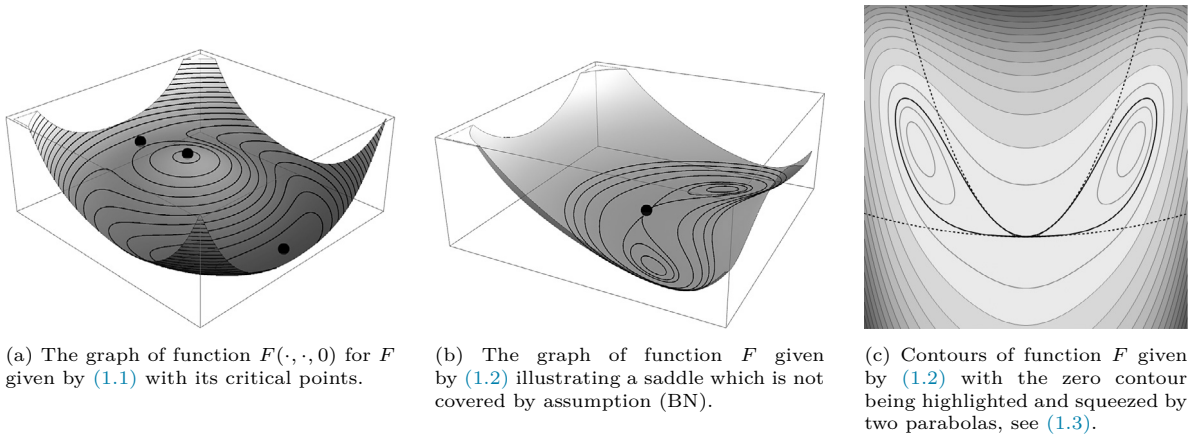 (a) The graph of function F(·, ·, 0) for F
given by (1.1) with its critical points.
(b) The graph of function F given
by (1.2) illustrating a saddle which is not
covered by assumption (BN).
(c) Contours of function F given
by (1.2) with the zero contour
being highlighted and squeezed by
two parabolas, see (1.3).